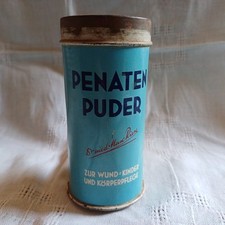 PENATEN
PUDER
ZUR WUND- KINDER
UND KÖRPERPFLEGE